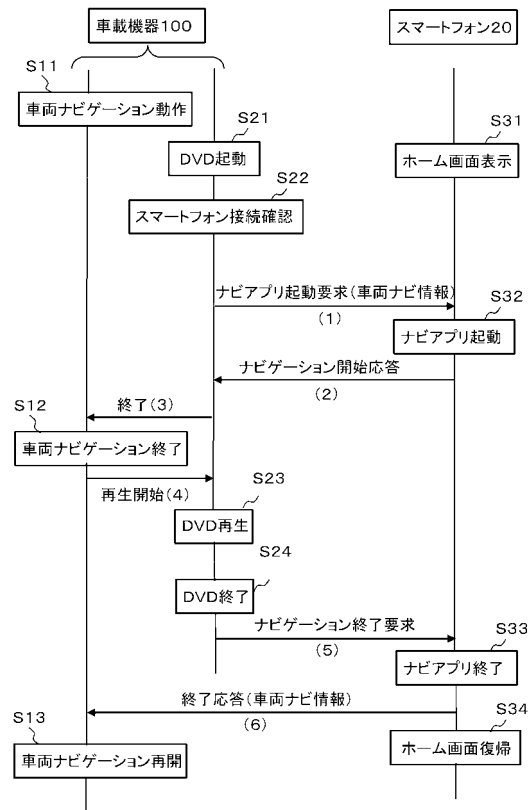 車載機器100
スマートフォン20
S11
車両ナビゲーション動作
S21
DVD起動
S31
ホーム画面表示
S22
スマートフォン接続確認
ナビアプリ起動要求(車両ナビ情報)
(1)
S32
ナビアプリ起動
ナビゲーション開始応答
(2)
終了(3)
S12
車両ナビゲーション終了
再生開始(4)
S23
DVD再生
S24
DVD終了
ナビゲーション終了要求
(5)
S33
ナビアプリ終了
終了応答(車両ナビ情報)
(6)
S34
ホーム画面復帰
S13
車両ナビゲーション再開